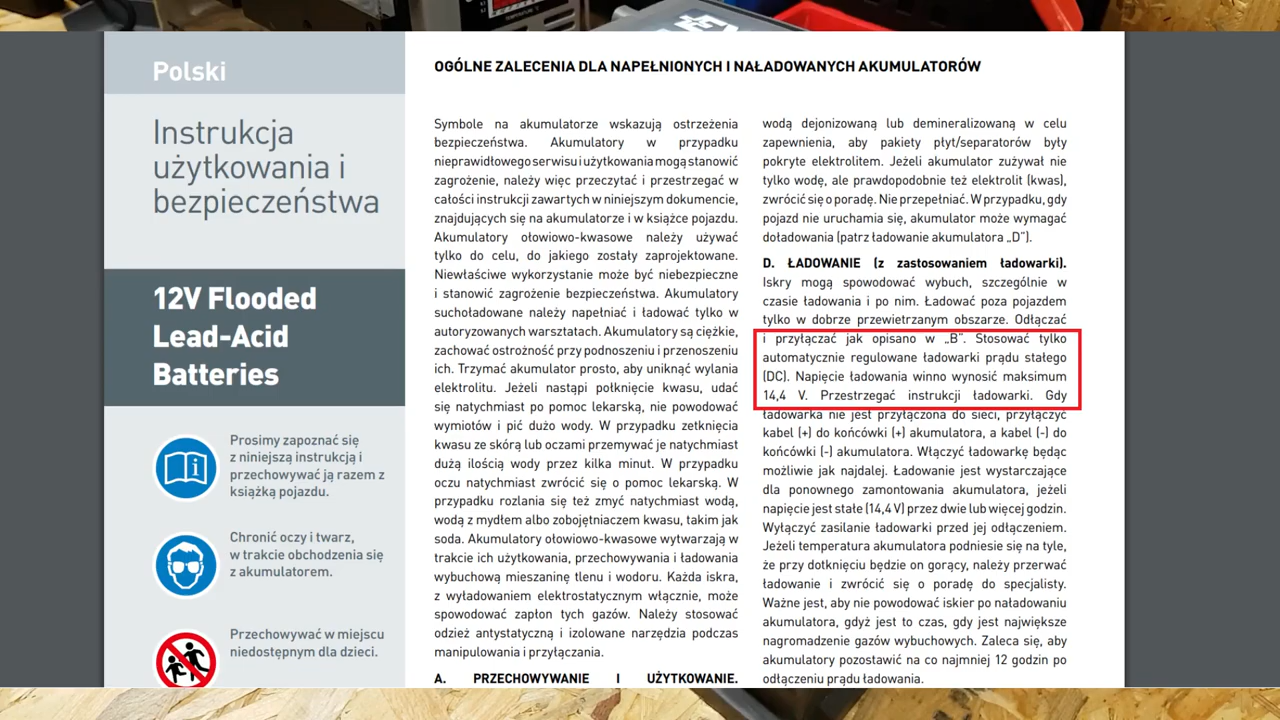 Polski
Instrukcja
użytkowania i
bezpieczeństwa
12V Flooded
Lead-Acid
Batteries
Prosimy zapoznać się
z niniejszą instrukcją i
przechowywać ją razem z
książką pojazdu.
Chronić oczy i twarz,
w trakcie obchodzenia się
z akumulatorem.
Przechowywać w miejscu
niedostępnym dla dzieci.
OGÓLNE ZALECENIA DLA NAPEŁNIONYCH I NAŁADOWANYCH AKUMULATORÓW
Symbole na akumulatorze wskazują ostrzeżenia
bezpieczeństwa. Akumulatory w przypadku
nieprawidłowego serwisu i użytkowania mogą stanowić
zagrożenie, należy więc przeczytać i przestrzegać w
całości instrukcji zawartych w niniejszym dokumencie,
znajdujących się na akumulatorze i w książce pojazdu.
Akumulatory ołowiowo-kwasowe należy używać
tylko do celu, do jakiego zostały zaprojektowane.
Niewłaściwe wykorzystanie może być niebezpieczne
i stanowić zagrożenie bezpieczeństwa. Akumulatory
suchoładowane należy napełniać i ładować tylko w
autoryzowanych warsztatach. Akumulatory są ciężkie,
zachować ostrożność przy podnoszeniu i przenoszeniu
ich. Trzymać akumulator prosto, aby uniknąć wylania
elektrolitu. Jeżeli nastąpi połknięcie kwasu, udać
się natychmiast po pomoc lekarską, nie powodować
wymiotów i pić dużo wody. W przypadku zetknięcia
kwasu ze skórą lub oczami przemywać je natychmiast
dużą ilością wody przez kilka minut. W przypadku
oczu natychmiast zwrócić się o pomoc lekarską. W
przypadku rozlania się też zmyć natychmiast wodą,
wodą z mydłem albo zobojętniaczem kwasu, takim jak
soda. Akumulatory ołowiowo-kwasowe wytwarzają w
trakcie ich użytkowania, przechowywania i ładowania
wybuchową mieszaninę tlenu i wodoru. Każda iskra,
z wyładowaniem elektrostatycznym włącznie, może
spowodować zapłon tych gazów. Należy stosować
odzież antystatyczną i izolowane narzędzia podczas
manipulowania i przyłączania.
A. PRZECHOWYWANIE I UŻYTKOWANIE.
wodą dejonizowaną lub demineralizowaną w celu
zapewnienia, aby pakiety płyt/separatorów były
pokryte elektrolitem. Jeżeli akumulator zużywał nie
tylko wodę, ale prawdopodobnie też elektrolit (kwas),
zwrócić się o poradę. Nie przepełniać. W przypadku, gdy
pojazd nie uruchamia się, akumulator może wymagać
doładowania (patrz ładowanie akumulatora „D”).
D. ŁADOWANIE (z zastosowaniem ładowarki).
Iskry mogą spowodować wybuch, szczególnie w
czasie ładowania i po nim. Ładować poza pojazdem
tylko w dobrze przewietrzanym obszarze. Odłączać
i przyłączać jak opisano w „B”. Stosować tylko
automatycznie regulowane ładowarki prądu stałego
(DC). Napięcie ładowania winno wynosić maksimum
14,4 V. Przestrzegać instrukcji ładowarki. Gdy
ładowarka nie jest przyłączona do sieci, przyłączyć
kabel (+) do końcówki (+) akumulatora, a kabel (-) do
końcówki (-) akumulatora. Włączyć ładowarkę będąc
możliwie jak najdalej. Ładowanie jest wystarczające
dla ponownego zamontowania akumulatora, jeżeli
napięcie jest stałe (14,4 V) przez dwie lub więcej godzin.
Wyłączyć zasilanie ładowarki przed jej odłączeniem.
Jeżeli temperatura akumulatora podniesie się na tyle,
że przy dotknięciu będzie on gorący, należy przerwać
ładowanie i zwrócić się o poradę do specjalisty.
Ważne jest, aby nie powodować iskier po naładowaniu
akumulatora, gdyż jest to czas, gdy jest największe
nagromadzenie gazów wybuchowych. Zaleca się, aby
akumulatory pozostawić na co najmniej 12 godzin po
odłączeniu prądu ładowania.